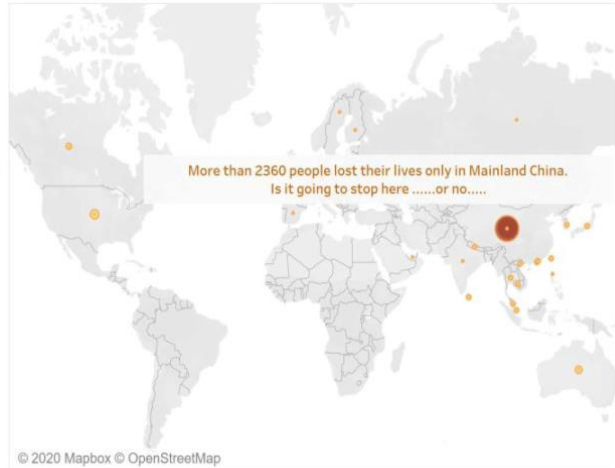 More than 2360 people lost their lives only in Mainland China.
Is it going to stop here ......or no.....
© 2020 Mapbox © OpenStreetMap